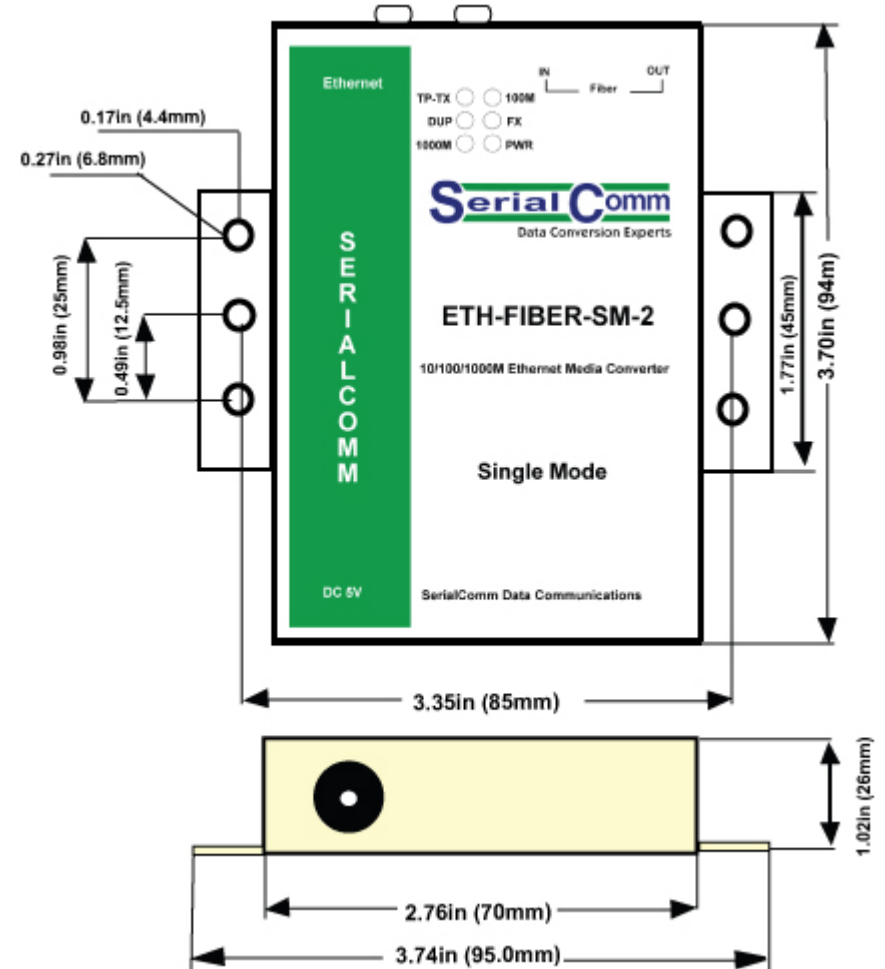 Ethernet
IN OUT
Fiber
TP-TX 100M
DUP FX
1000M PWR
0.17in (4.4mm)
0.27in (6.8mm)
Serial Comm
Data Conversion Experts
SERIALCOMM
0.98in (25mm)
0.49in (12.5mm)
ETH-FIBER-SM-2
10/100/1000M Ethernet Media Converter
1.77in (45mm)
3.70in (94m)
Single Mode
DC 5V
SerialComm Data Communications
3.35in (85mm)
1.02in (26mm)
2.76in (70mm)
3.74in (95.0mm)